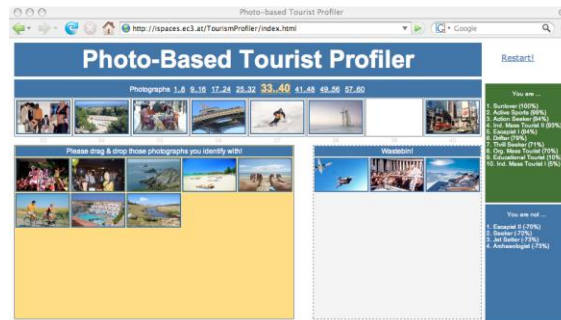 Photo-based Tourist Profiler
http://ispaces.ec3.at/TourismProfiler/index.html
Google
Photo-Based Tourist Profiler
Restart!
Photographs 1..8 9..16 17..24 25..32 33..40 41..48 49..56 57..60
Please drag & drop those photographs you identify with!
Wastebin!
You are ...
1. Sunlover (100%)
2. Active Sports (98%)
3. Action Seeker (94%)
4. Ind. Mass Tourist II (93%)
5. Escapist I (84%)
6. Drifter (79%)
7. Thrill Seeker (71%)
8. Org. Mass Tourist (70%)
9. Educational Tourist (10%)
10. Ind. Mass Tourist I (5%)
You are not ...
1. Escapist II (-70%)
2. Seeker (-72%)
3. Jet Setter (-73%)
4. Archaeologist (-73%)